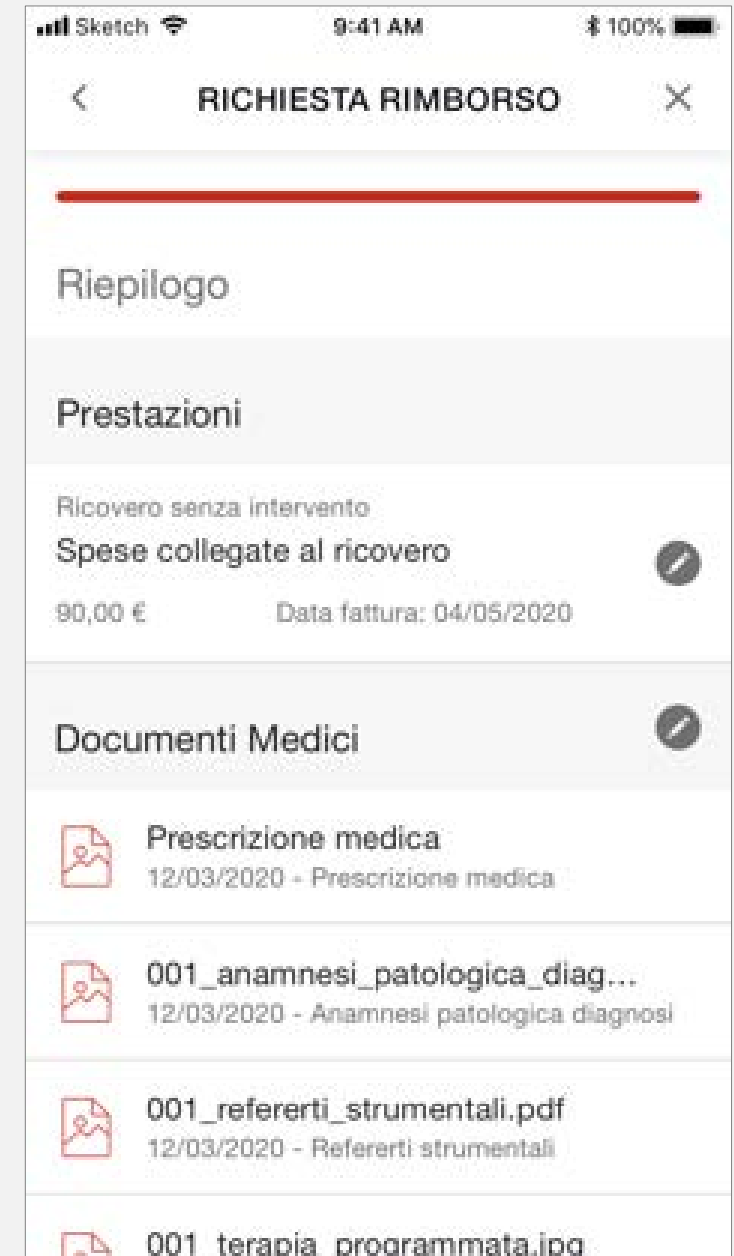 Sketch 9:41 AM 100%
RICHIESTA RIMBORSO
Riepilogo
Prestazioni
Ricovero senza intervento
Spese collegate al ricovero
90,00 € Data fattura: 04/05/2020
Documenti Medici
Prescrizione medica
12/03/2020 - Prescrizione medica
001_anamnesi_patologica_diag...
12/03/2020 - Anamnesi patologica diagnosi
001_refererti_strumentali.pdf
12/03/2020 - Refererti strumentali
001_terapia_programmata.jpg